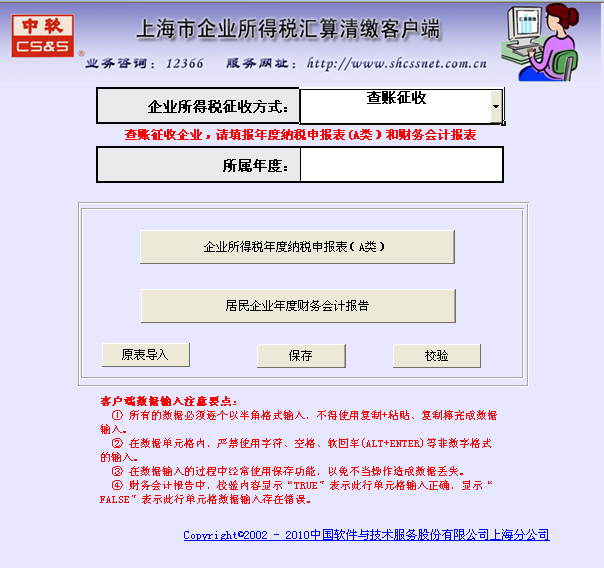 中软
CS&S
®
上海市企业所得税汇算清缴客户端
业务咨询：12366 服务网址：http://www.shcssnet.com.cn
企业所得税征收方式：
查账征收
查账征收企业，请填报年度纳税申报表(A类)和财务会计报表
所属年度：
企业所得税年度纳税申报表(A类)
居民企业年度财务会计报告
原表导入
保存
校验
客户端数据输入注意要点：
① 所有的数据必须逐个以半角格式输入，不得使用复制+粘贴、复制将完成数据
输入。
② 在数据单元格内，严禁使用字符、空格、软回车(ALT+ENTER)等非数字格式
的输入。
③ 在数据输入的过程中经常使用保存功能，以免不当操作造成数据丢失。
④ 财务会计报告中，校验内容显示"TRUE"表示此行单元格输入正确，显示"
FALSE"表示此行单元格数据输入存在错误。
Copyright©2002 - 2010中国软件与技术服务股份有限公司上海分公司